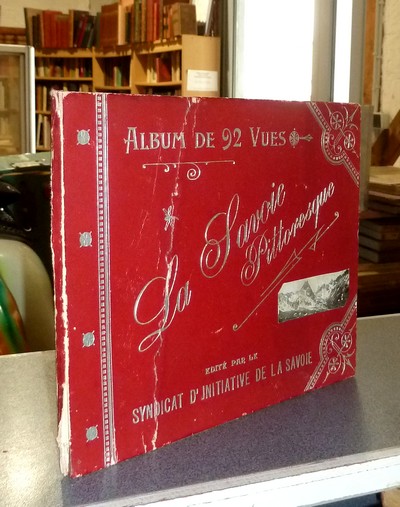 ALBUM DE 92 VUES
La Savoie
Pittoresque
EDITÉ PAR LE
SYNDICAT D'INITIATIVE DE LA SAVOIE